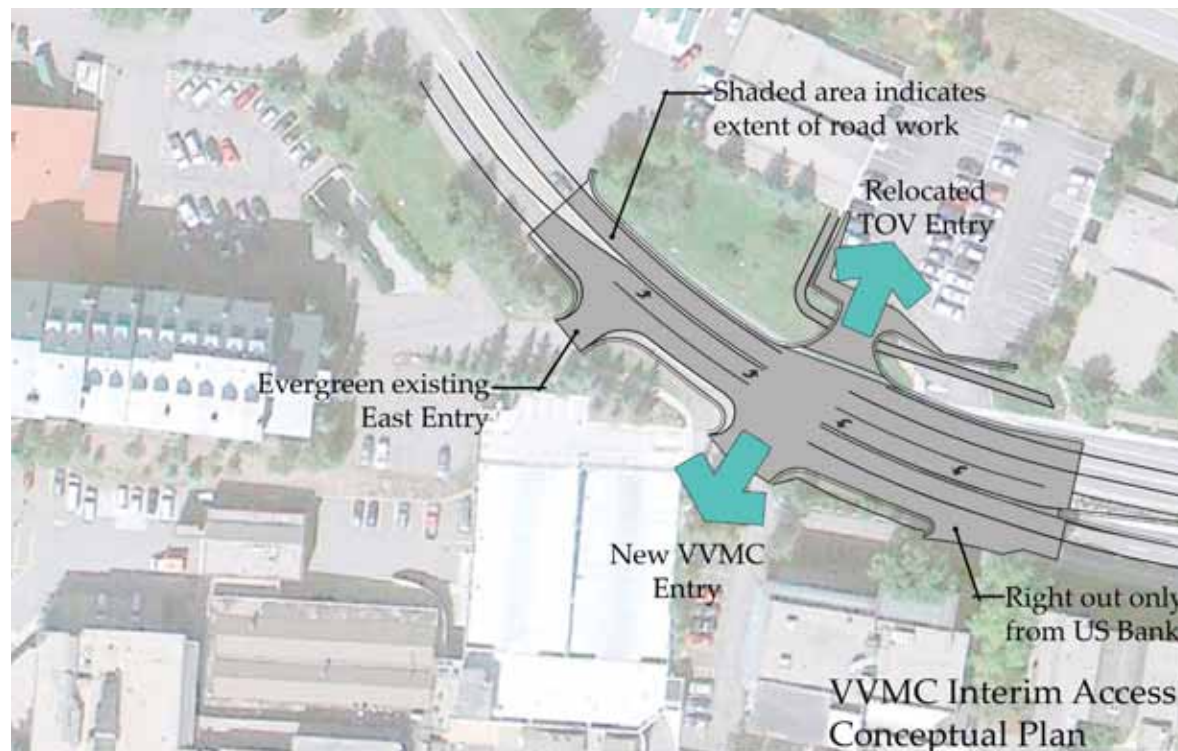 Shaded area indicates
extent of road work
Relocated
TOV Entry
Evergreen existing
East Entry
New VVMC
Entry
Right out only
from US Bank
VVMC Interim Access
Conceptual Plan